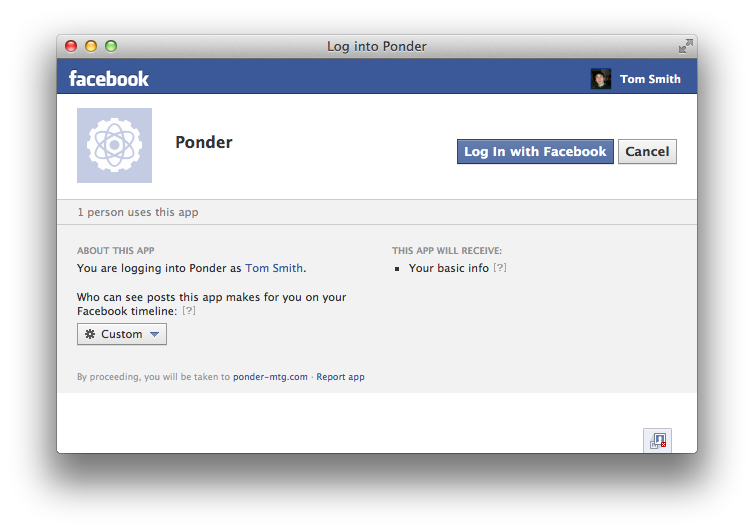 Log into Ponder
facebook
Tom Smith
Ponder
Log In with Facebook
Cancel
1 person uses this app
ABOUT THIS APP
You are logging into Ponder as Tom Smith.
Who can see posts this app makes for you on your
Facebook timeline: [?]
Custom
THIS APP WILL RECEIVE:
▪ Your basic info [?]
By proceeding, you will be taken to ponder-mtg.com · Report app